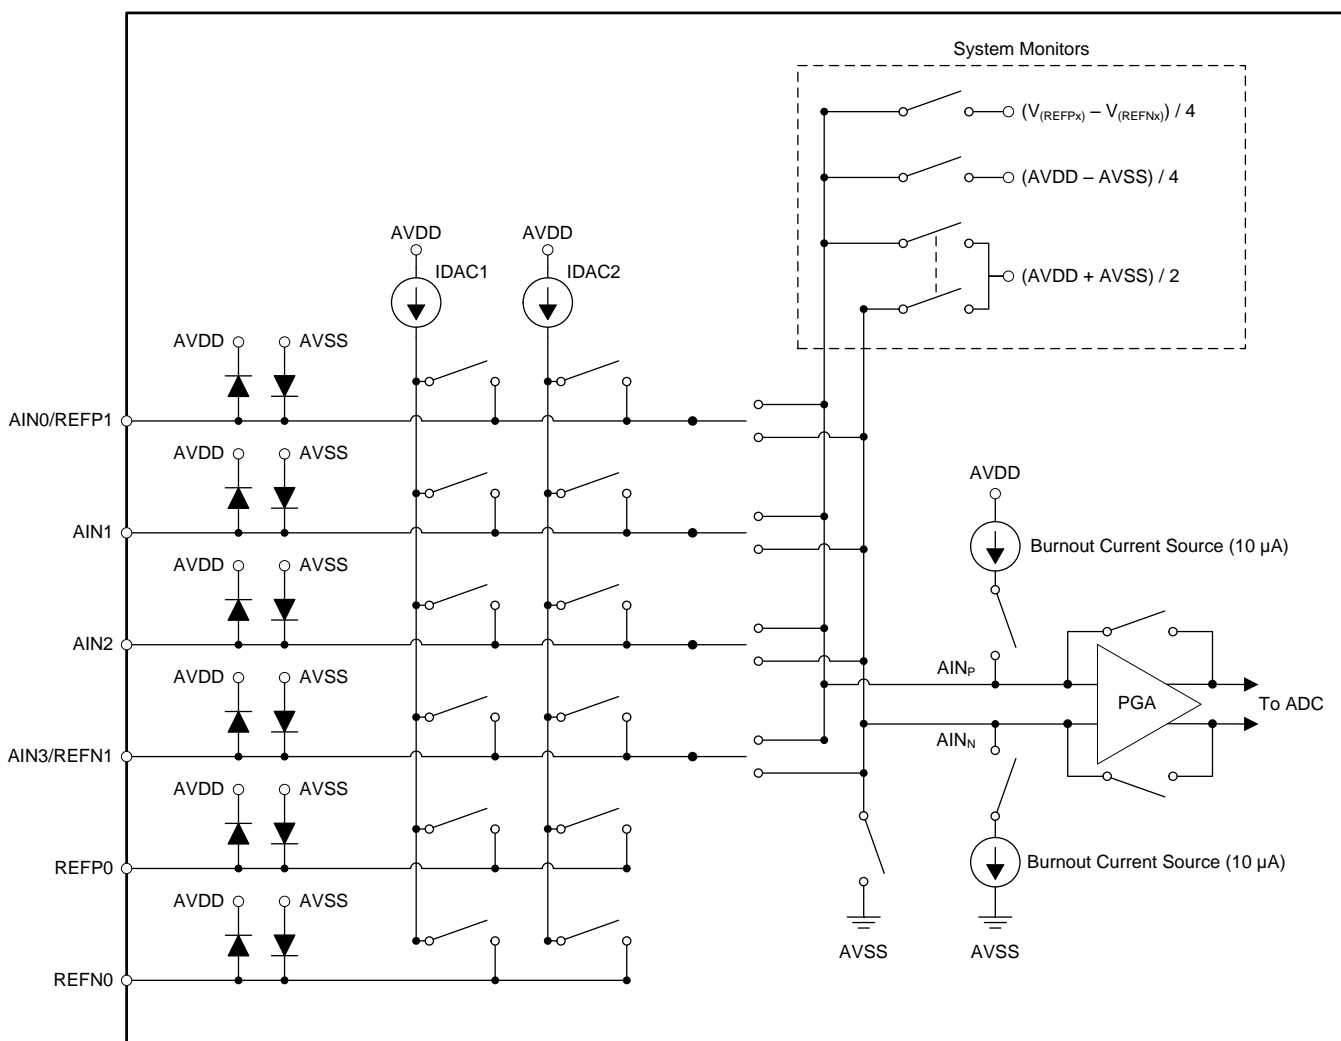 System Monitors
(V(REFPx) – V(REFNx)) / 4
(AVDD – AVSS) / 4
(AVDD + AVSS) / 2
AVDD
AVDD
IDAC1
IDAC2
AVDD
AVSS
AIN0/REFP1
AVDD
AVSS
AIN1
AVDD
AVSS
AIN2
AVDD
AVSS
AIN3/REFN1
AVDD
AVSS
REFP0
AVDD
AVSS
REFN0
AVDD
Burnout Current Source (10 µA)
AINP
PGA
To ADC
AINN
Burnout Current Source (10 µA)
AVSS
AVSS